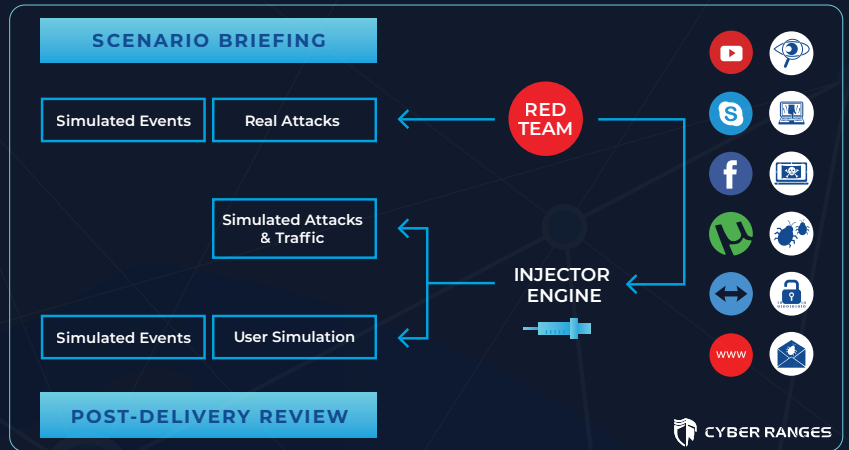 SCENARIO BRIEFING
Simulated Events
Real Attacks
RED
TEAM
Simulated Attacks
& Traffic
INJECTOR
ENGINE
Simulated Events
User Simulation
POST-DELIVERY REVIEW
S
f
µ
www
CYBER RANGES